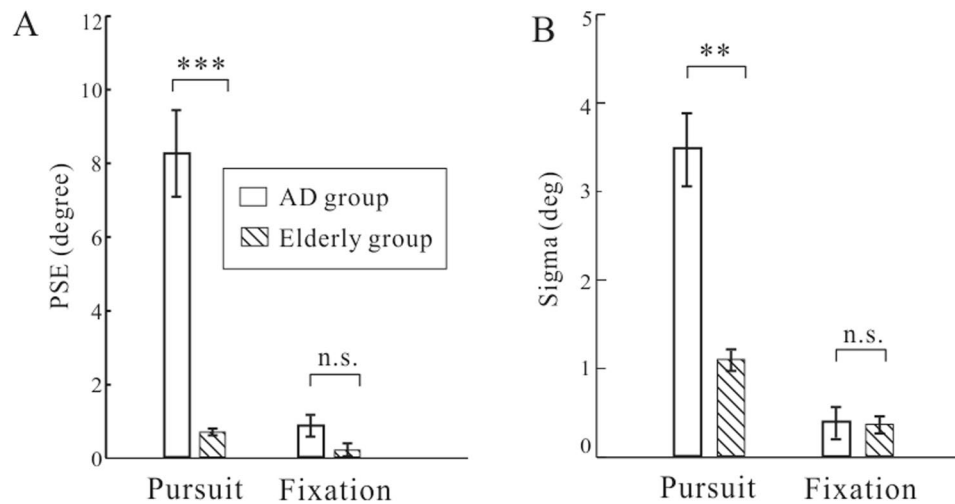 A
PSE (degree)
12
10
8
6
4
2
0
***
n.s.
AD group
Elderly group
Pursuit Fixation
B
Sigma (deg)
5
4
3
2
1
0
**
n.s.
Pursuit Fixation